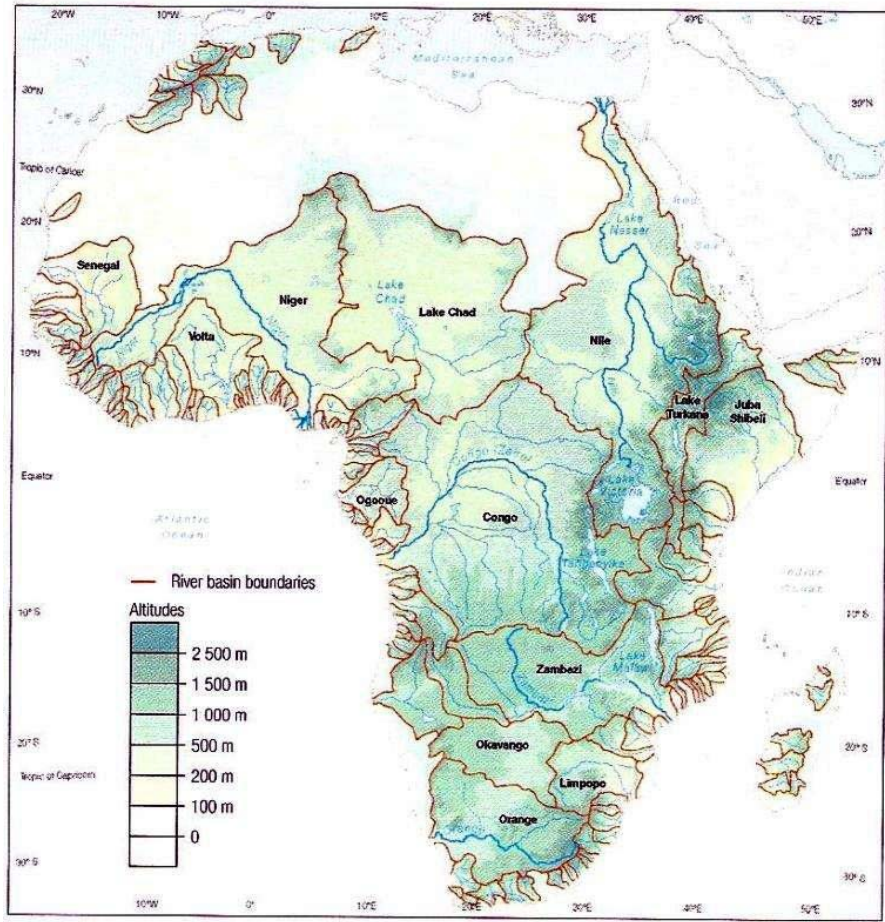 20°W
10°W
0°
10°E
20°E
30°E
40°E
50°E
Mediterranean
Sea
30°N
30°N
Tropic of Cancer
Red
Sea
20°N
20°N
Lake
Nasser
Senegal
Niger
Lake
Chad
Lake Chad
Nile
Volta
Niger
Niger
10°N
10°N
Lake
Turkana
Juba
Shibeli
Equator
Equator
Lake
Victoria
Ogooue
Congo
Atlantic
Ocean
Lake
Tanganyika
Indian
Ocean
River basin boundaries
10° S
10° S
Altitudes
2 500 m
1 500 m
1 000 m
500 m
200 m
100 m
0
Zambezi
Lake
Malawi
Okavango
20° S
20° S
Tropic of Capricorn
Limpopo
Orange
30° S
30° S
10°W
0°
10°E
20°E
30°E
40°E
50°E